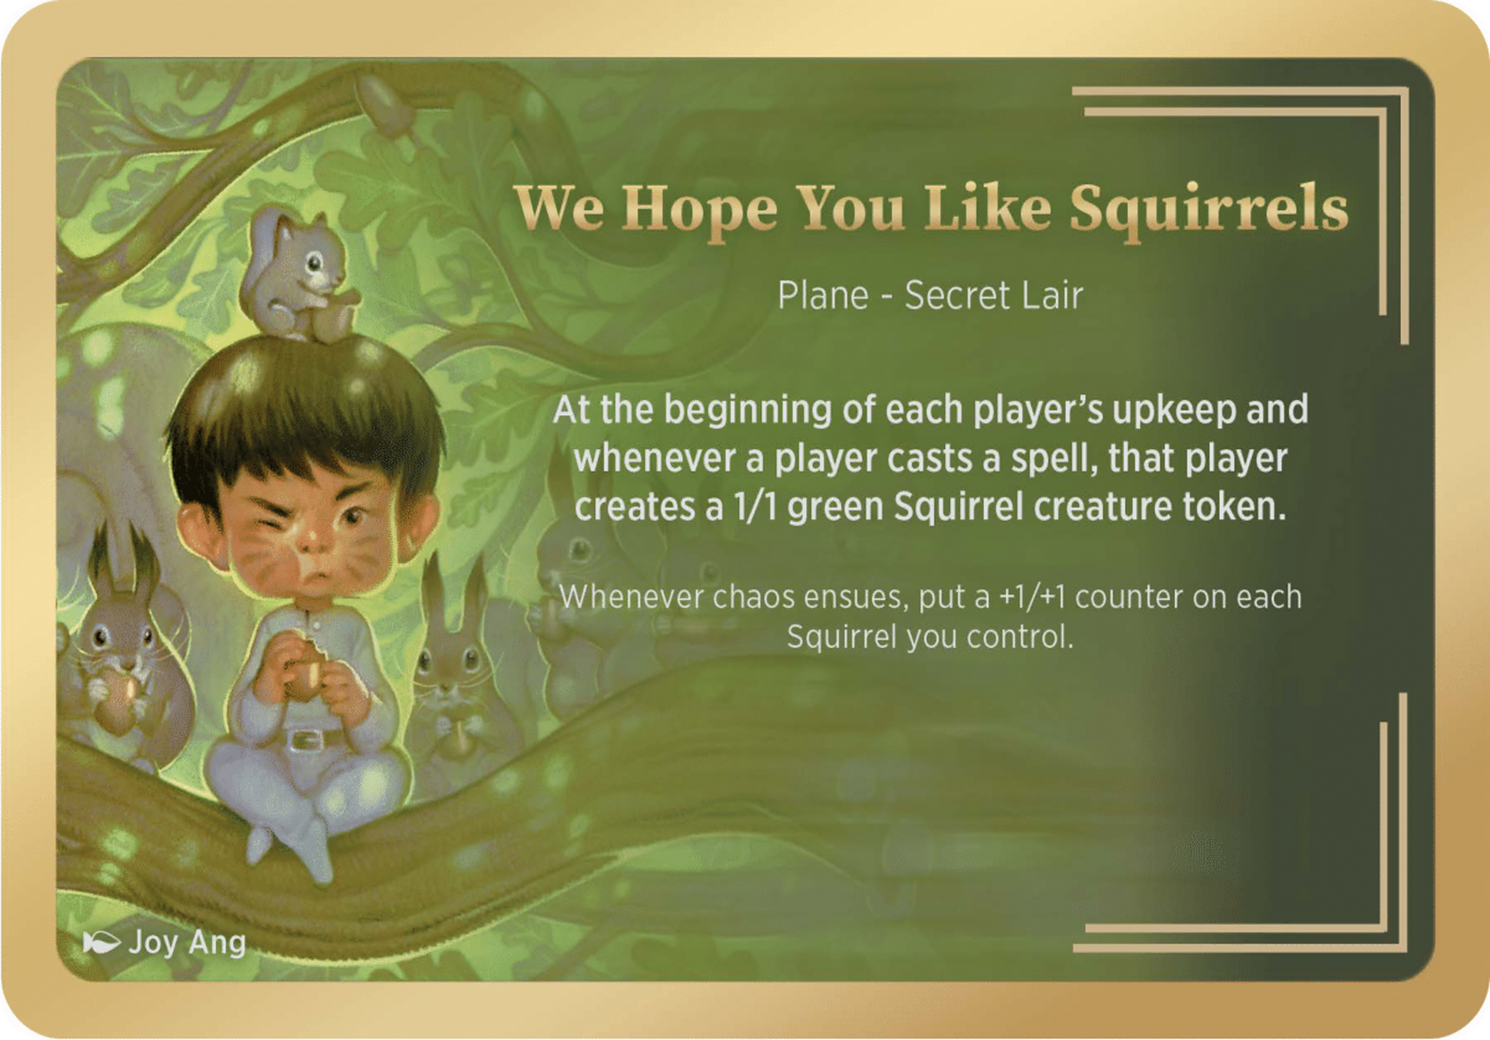 We Hope You Like Squirrels
Plane - Secret Lair
At the beginning of each player’s upkeep and
whenever a player casts a spell, that player
creates a 1/1 green Squirrel creature token.
Whenever chaos ensues, put a +1/+1 counter on each
Squirrel you control.
Joy Ang